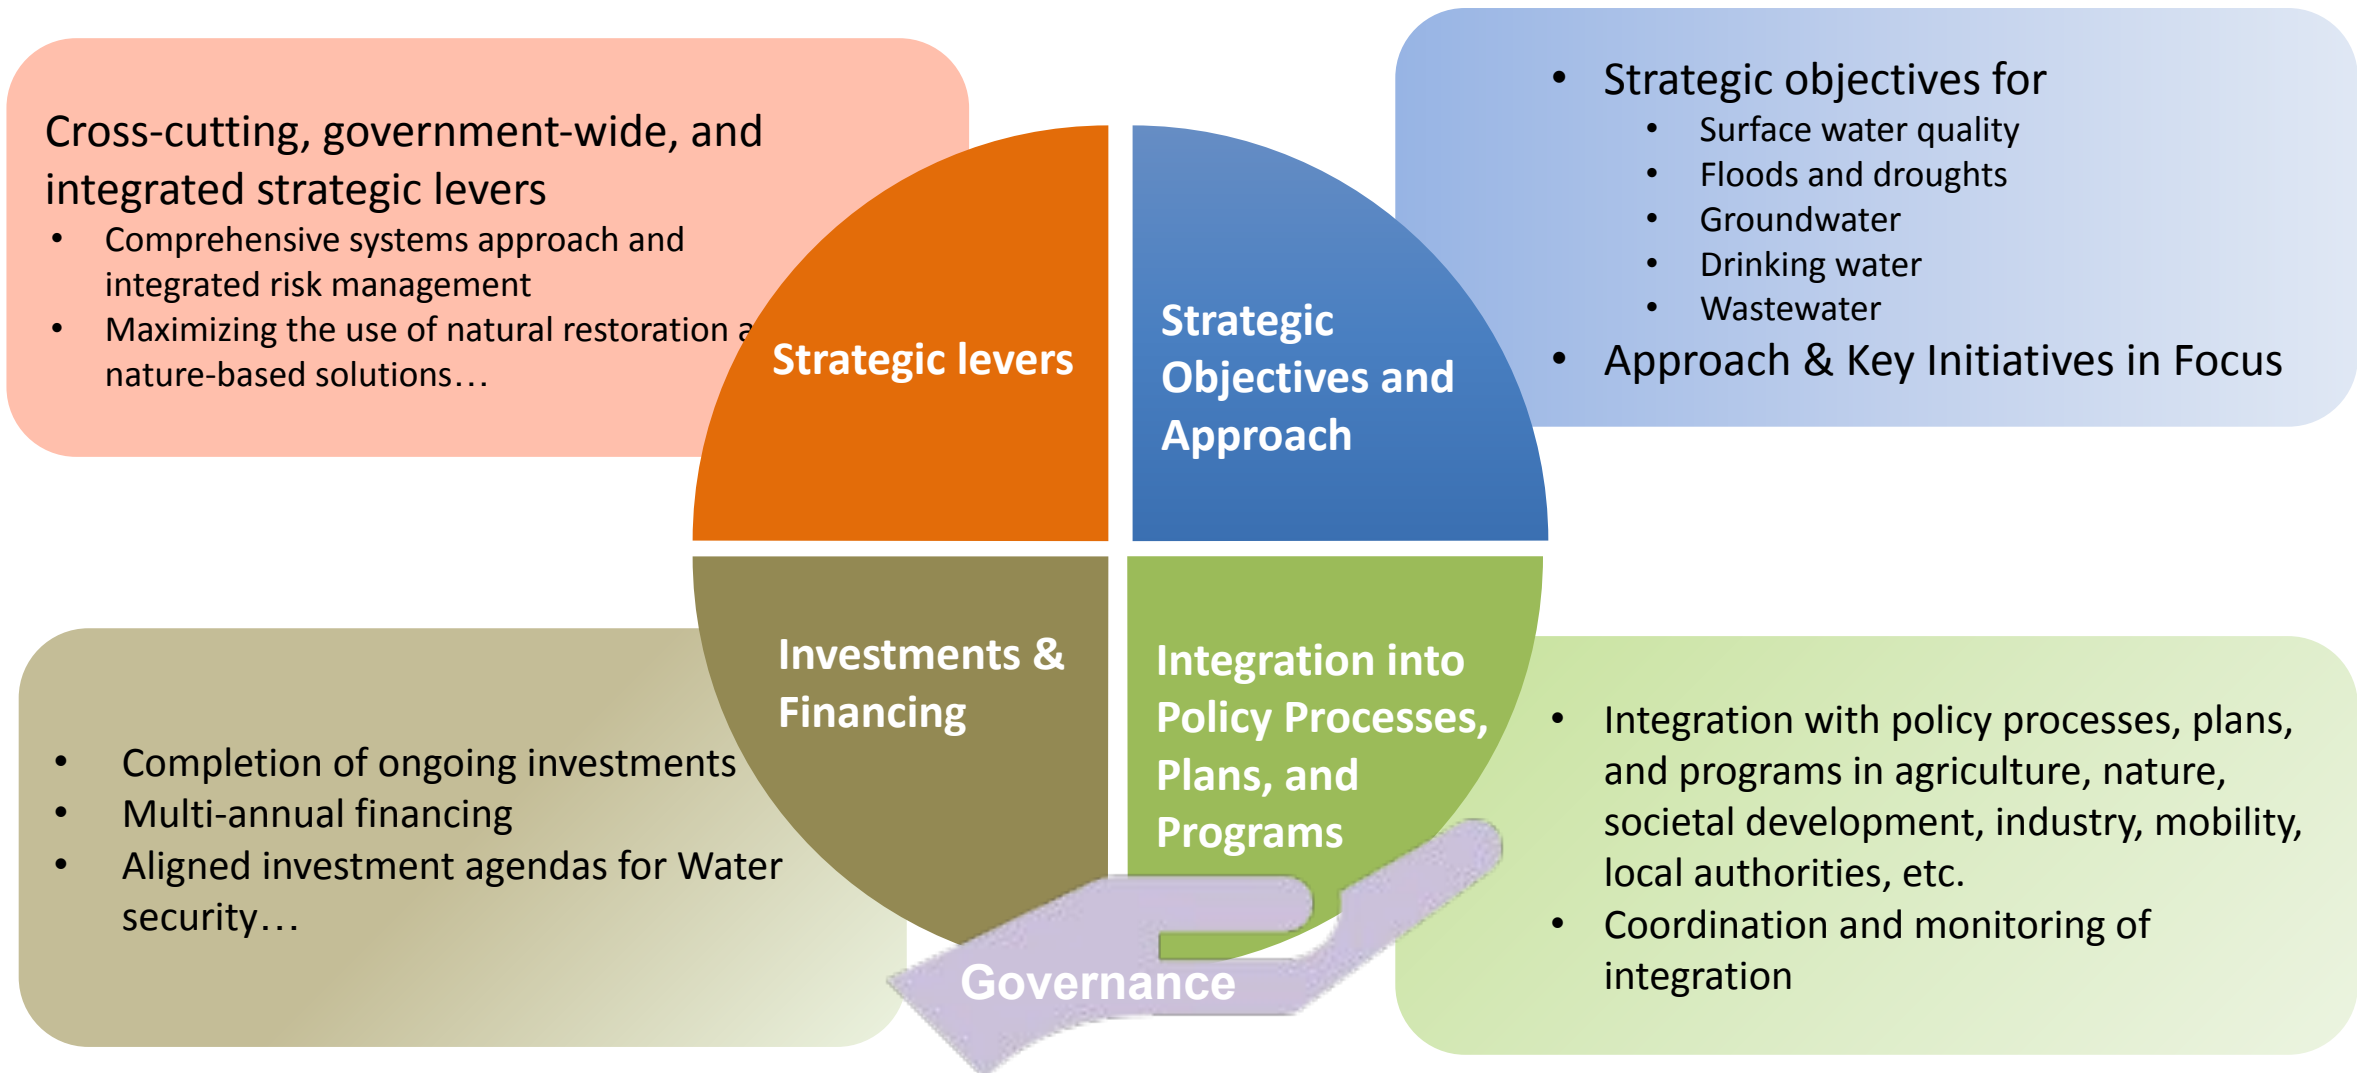 Cross-cutting, government-wide, and
integrated strategic levers
• Comprehensive systems approach and
integrated risk management
• Maximizing the use of natural restoration
nature-based solutions…
Strategic levers
Strategic
Objectives and
Approach
• Strategic objectives for
• Surface water quality
• Floods and droughts
• Groundwater
• Drinking water
• Wastewater
• Approach & Key Initiatives in Focus
Investments &
Financing
• Completion of ongoing investments
• Multi-annual financing
• Aligned investment agendas for Water
security…
Integration into
Policy Processes,
Plans, and
Programs
• Integration with policy processes, plans,
and programs in agriculture, nature,
societal development, industry, mobility,
local authorities, etc.
• Coordination and monitoring of
integration
Governance